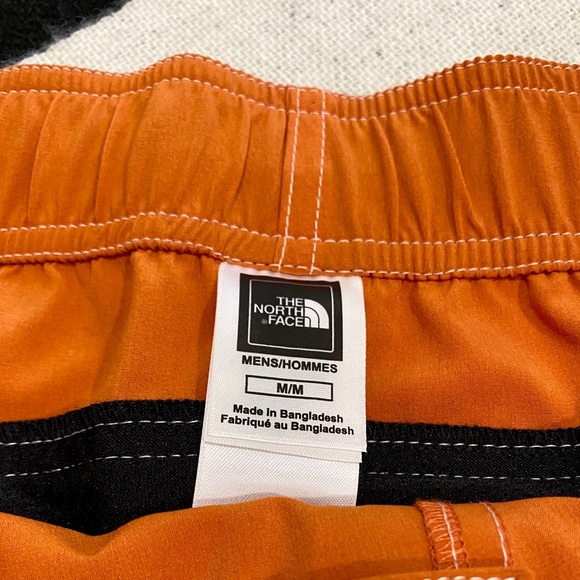 THE
NORTH
®FACE
MENS/HOMMES
M/M
Made in Bangladesh
Fabriqué au Bangladesh